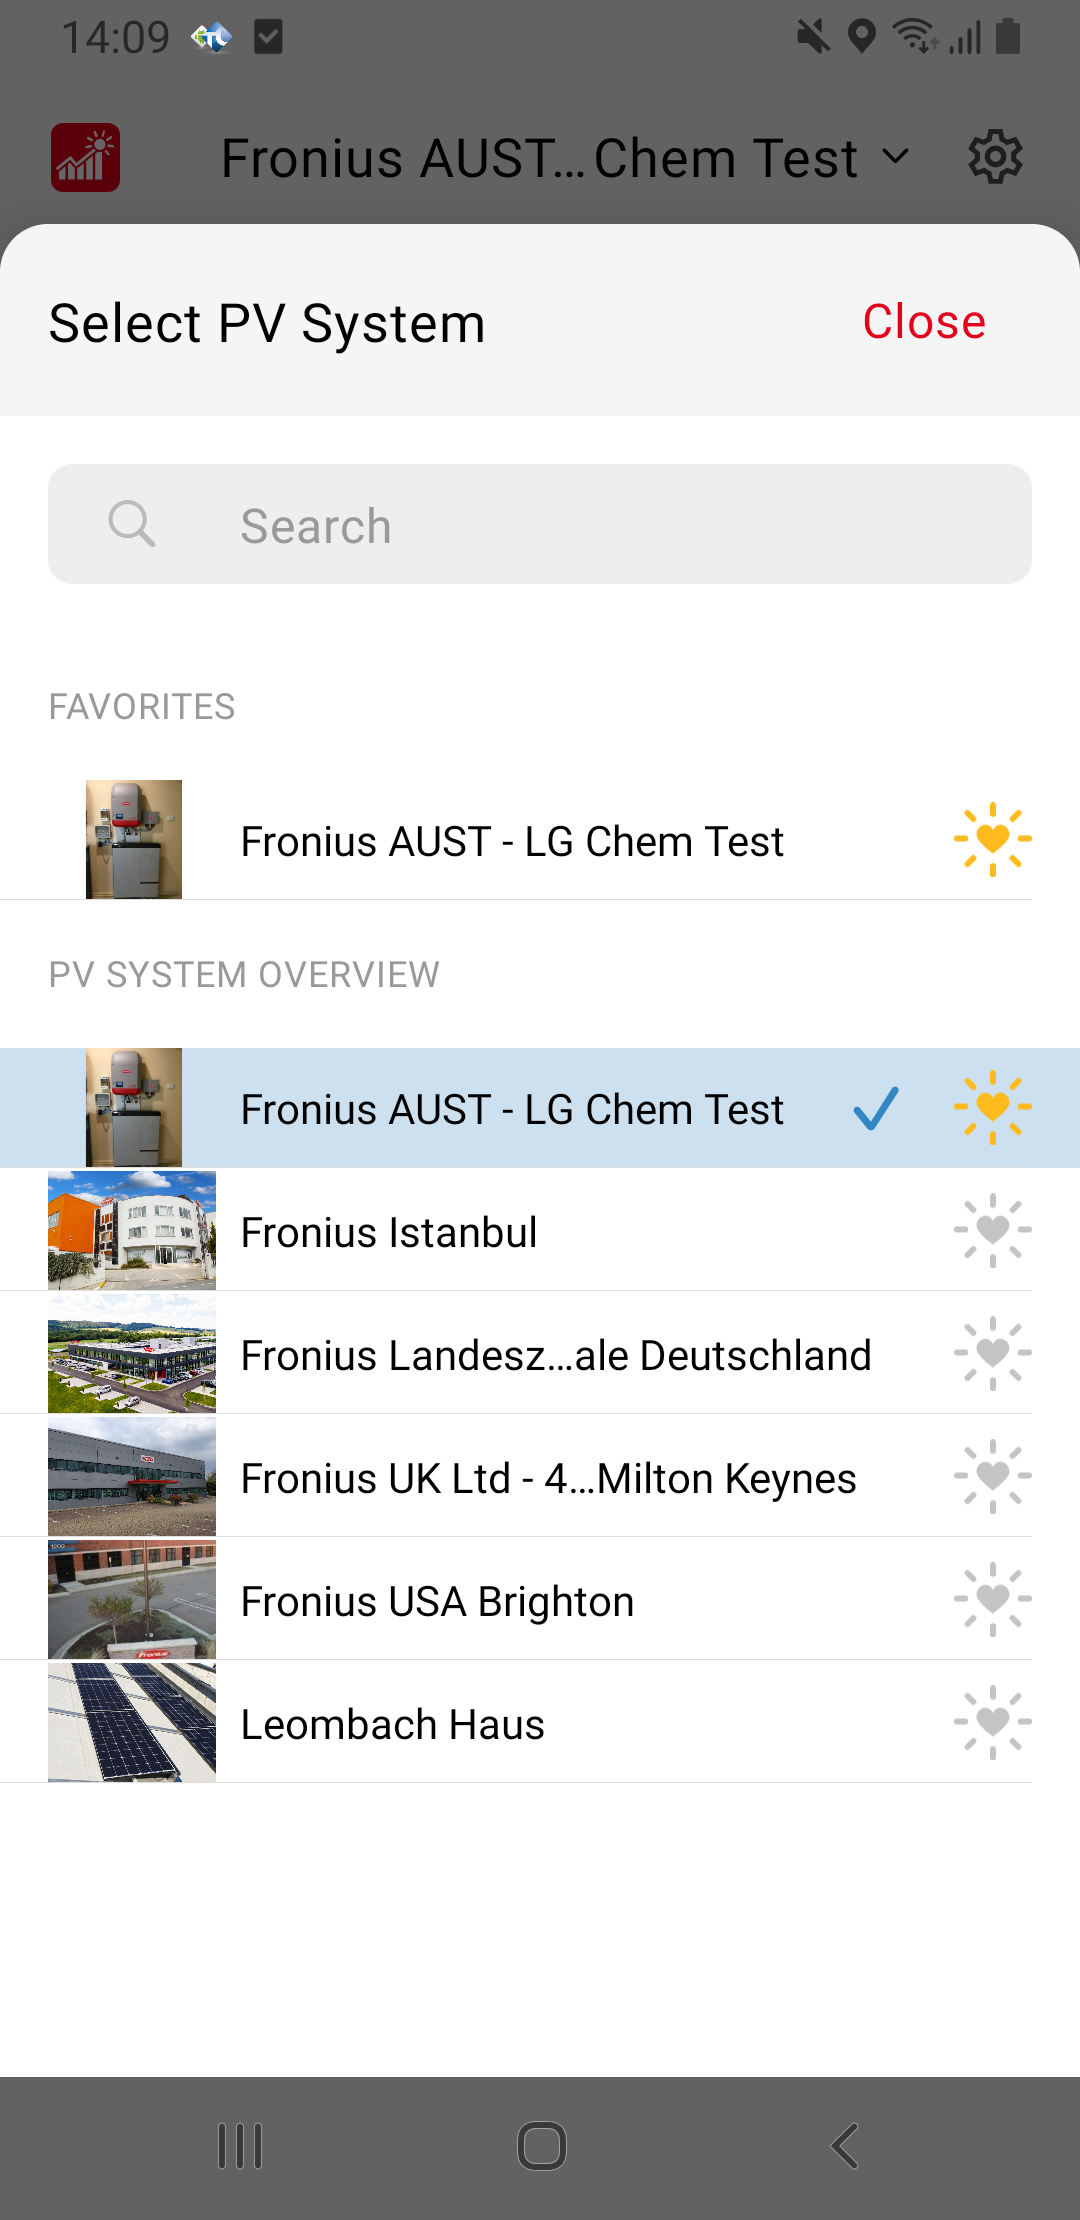 14:09
Fronius AUST... Chem Test
Select PV System
Close
Search
FAVORITES
Fronius AUST - LG Chem Test
PV SYSTEM OVERVIEW
Fronius AUST - LG Chem Test
Fronius Istanbul
Fronius Landesz...ale Deutschland
Fronius UK Ltd - 4...Milton Keynes
Fronius USA Brighton
Leombach Haus